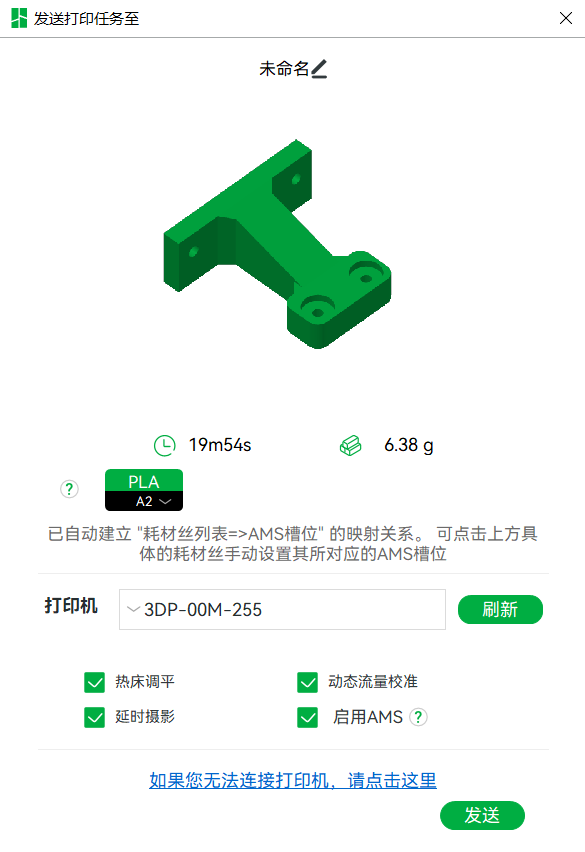 发送打印任务至
未命名
19m54s
6.38 g
?
PLA
A2
已自动建立 "耗材丝列表=>AMS槽位" 的映射关系。 可点击上方具
体的耗材丝手动设置其所对应的AMS槽位
打印机
3DP-00M-255
刷新
热床调平
动态流量校准
延时摄影
启用AMS ?
如果您无法连接打印机，请点击这里
发送